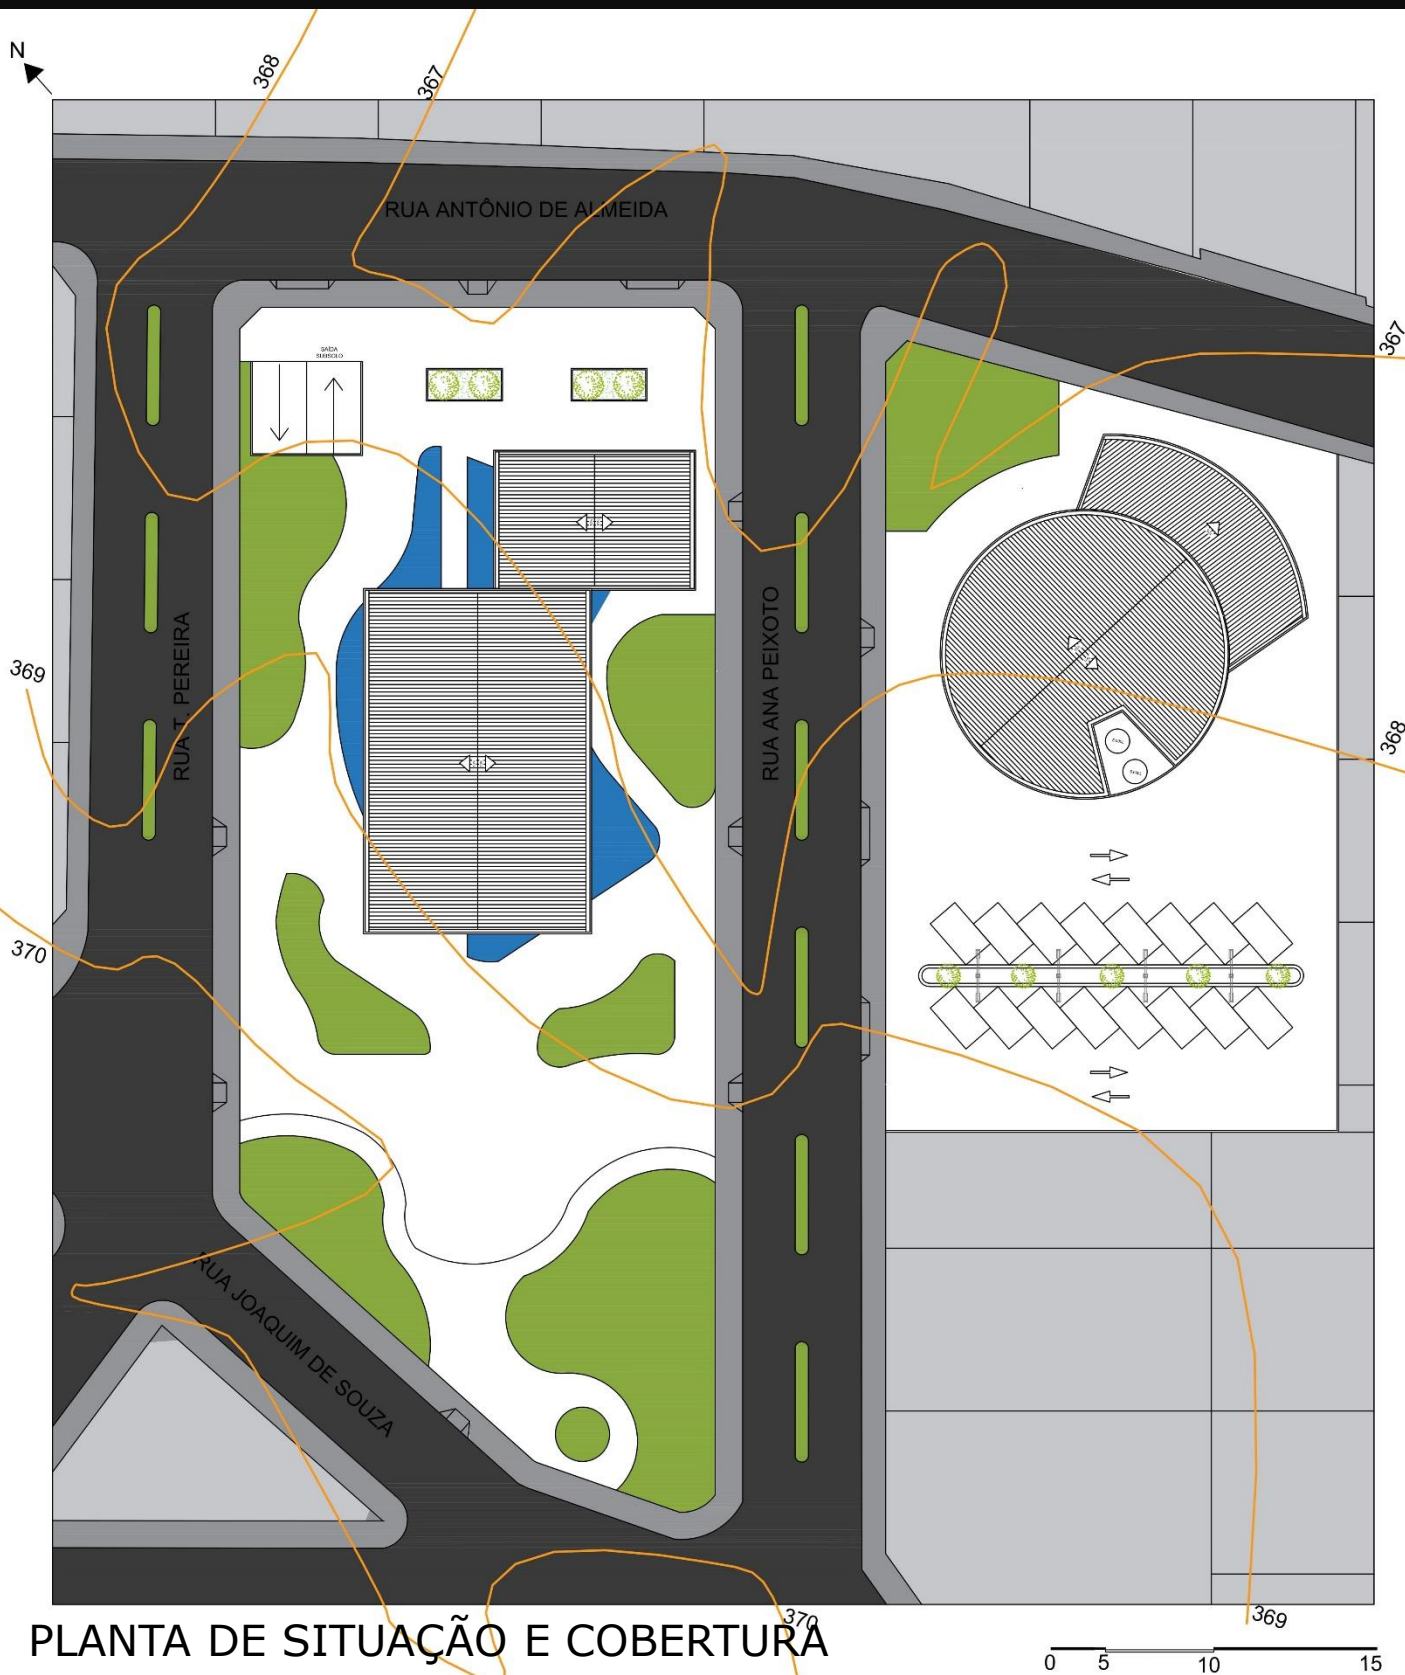 N
368
367
RUA ANTÔNIO DE ALMEIDA
367
SAÍDA
SUBSOLO
RUA T. PEREIRA
RUA ANA PEIXOTO
369
368
370
RUA JOAQUIM DE SOUZA
370
369
PLANTA DE SITUAÇÃO E COBERTURA
0 5 10 15